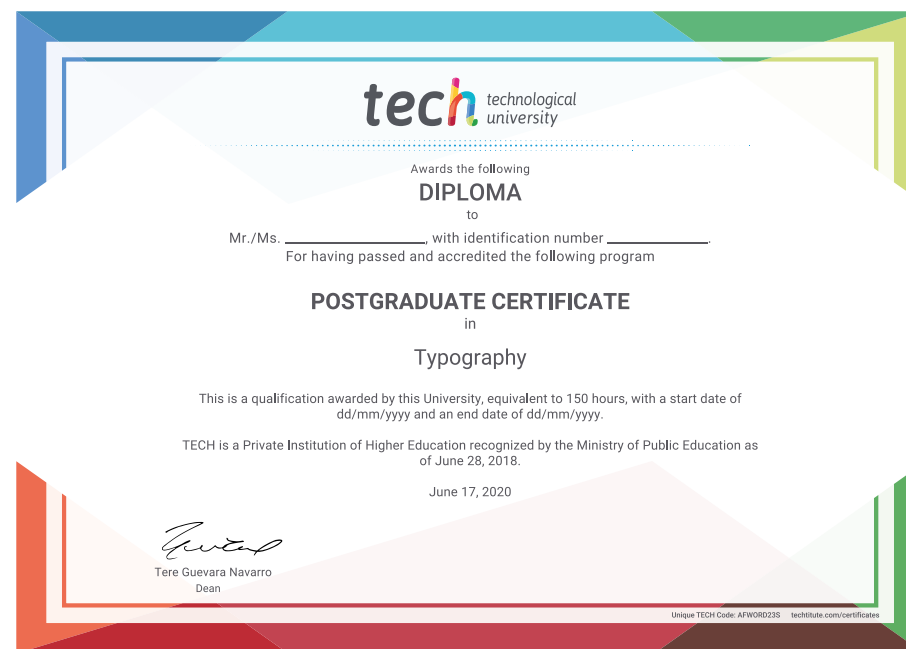 tech technological
university
Awards the following
DIPLOMA
to
Mr./Ms. ____________________, with identification number ______________.
For having passed and accredited the following program
POSTGRADUATE CERTIFICATE
in
Typography
This is a qualification awarded by this University, equivalent to 150 hours, with a start date of
dd/mm/yyyy and an end date of dd/mm/yyyy.
TECH is a Private Institution of Higher Education recognized by the Ministry of Public Education as
of June 28, 2018.
June 17, 2020
Tere Guevara Navarro
Dean
Unique TECH Code: AFWORD23S techtitute.com/certificates